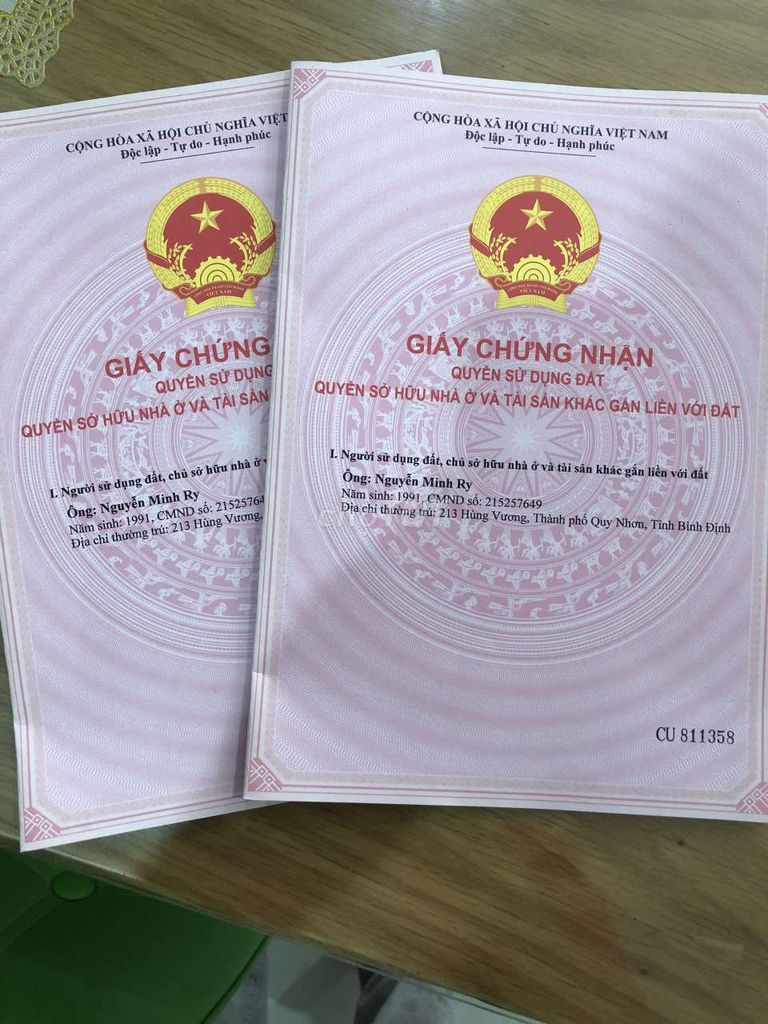 CỘNG HÒA XÃ HỘI CHỦ NGHĨA VIỆT
Độc lập - Tự do - Hạnh phúc
GIẤY CHỨNG
QUYỀN SỬ DỤNG
QUYỀN SỞ HỮU NHÀ Ở VÀ TÀI SẢN
I. Người sử dụng đất, chủ sở hữu nhà ở và
Ông: Nguyễn Minh Ry
Năm sinh: 1991, CMND số: 21525764
Địa chỉ thường trú: 213 Hùng Vương,
CỘNG HÒA XÃ HỘI CHỦ NGHĨA VIỆT NAM
Độc lập - Tự do - Hạnh phúc
VIỆT NAM
GIẤY CHỨNG NHẬN
QUYỀN SỬ DỤNG ĐẤT
QUYỀN SỞ HỮU NHÀ Ở VÀ TÀI SẢN KHÁC GẮN LIỀN VỚI ĐẤT
I. Người sử dụng đất, chủ sở hữu nhà ở và tài sản khác gắn liền với đất
Ông: Nguyễn Minh Ry
Năm sinh: 1991, CMND số: 215257649
Địa chỉ thường trú: 213 Hùng Vương, Thành phố Quy Nhơn, Tỉnh Bình Định
CU 811358